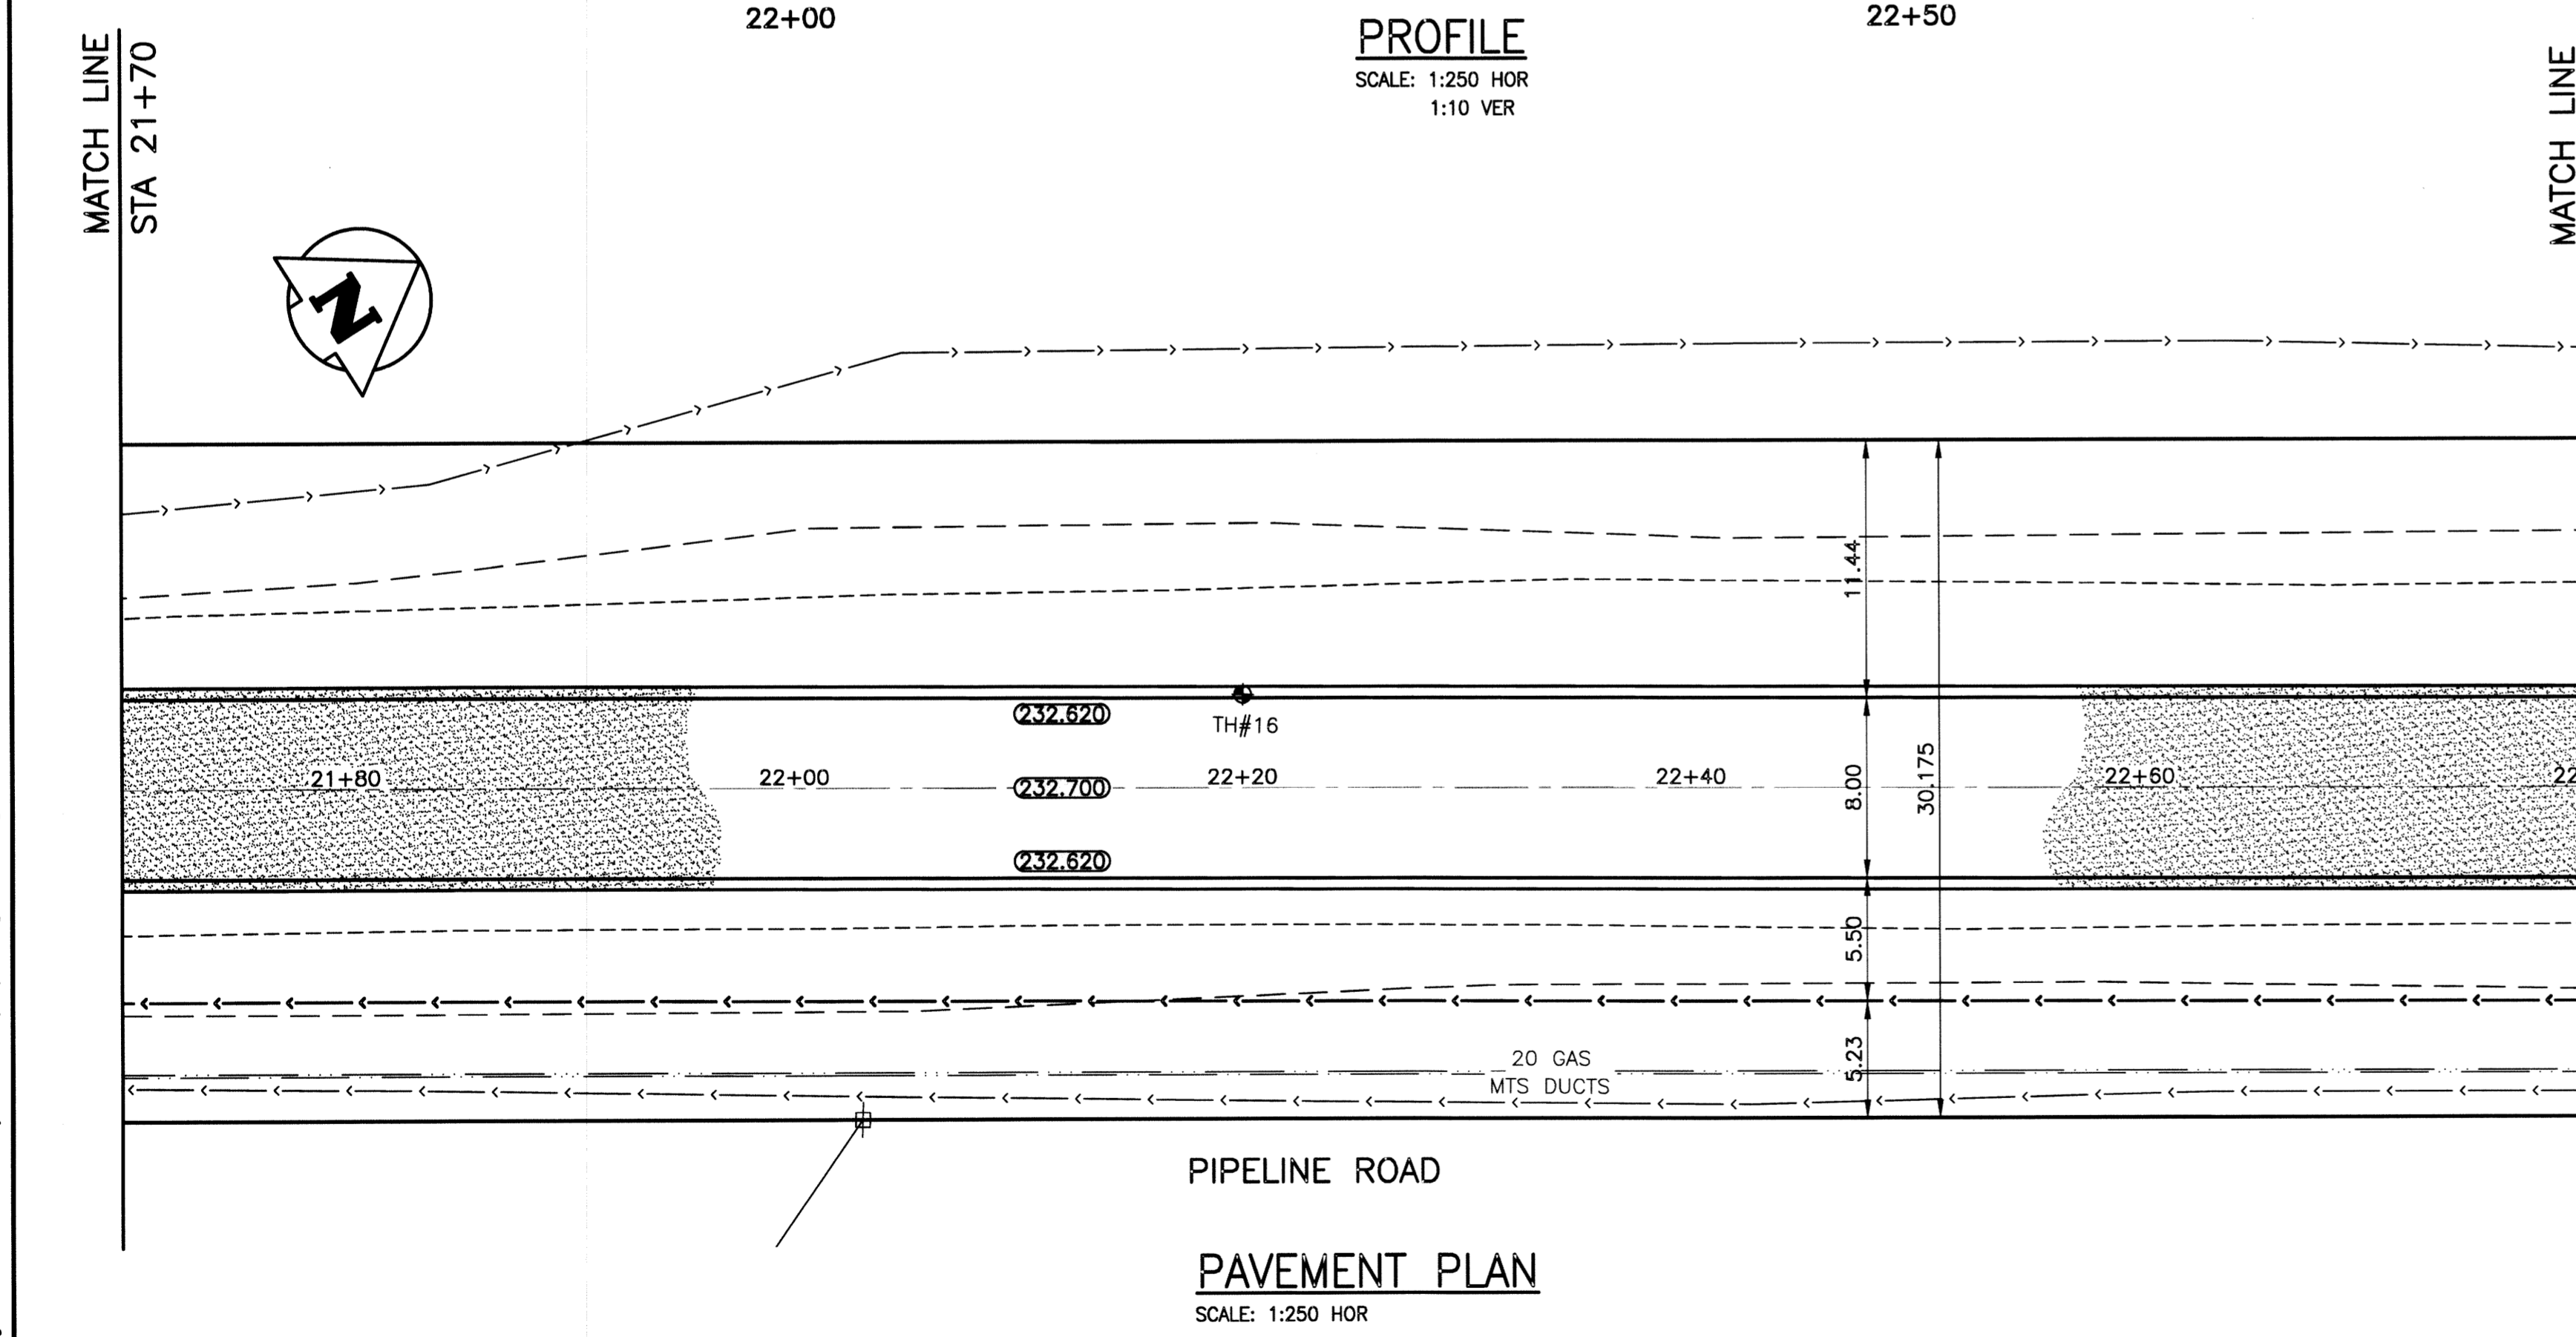 22+00
22+50
PROFILE
SCALE: 1:250 HOR
1:10 VER
MATCH LINE
STA 21+70
MATCH LINE
N
11.44
232.620
TH#16
21+80
22+00
232.700
22+20
22+40
8.00
30.175
22+60
22
232.620
5.50
20 GAS
MTS DUCTS
5.23
PIPELINE ROAD
PAVEMENT PLAN
SCALE: 1:250 HOR